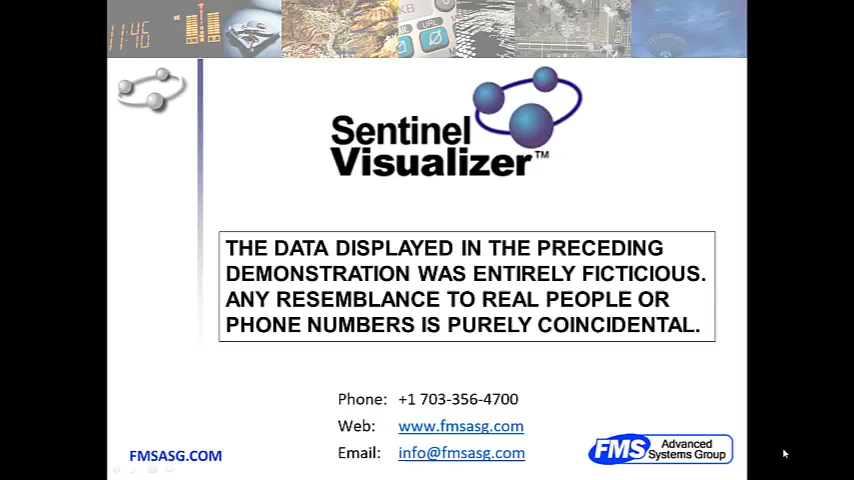 11:46
Sentinel
Visualizer™
THE DATA DISPLAYED IN THE PRECEDING
DEMONSTRATION WAS ENTIRELY FICTICIOUS.
ANY RESEMBLANCE TO REAL PEOPLE OR
PHONE NUMBERS IS PURELY COINCIDENTAL.
Phone: +1 703-356-4700
Web: www.fmsasg.com
Email: info@fmsasg.com
FMSASG.COM
FMS Advanced
Systems Group